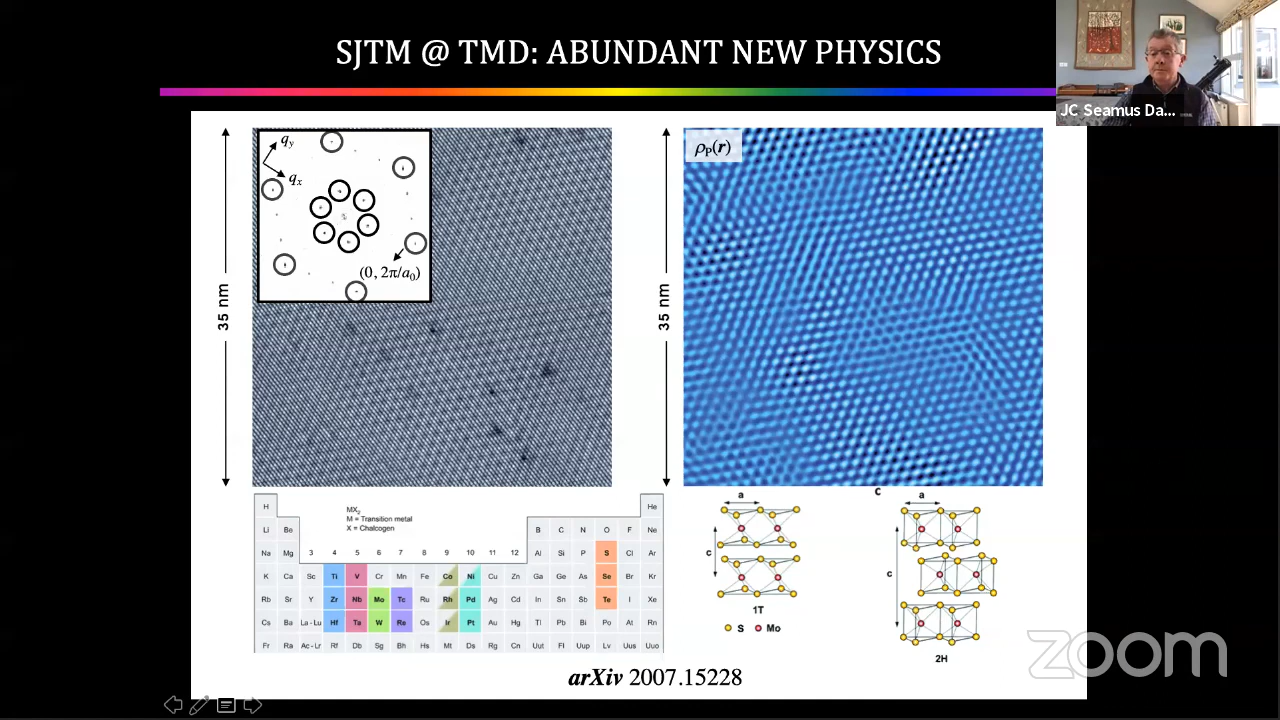 SJTM @ TMD: ABUNDANT NEW PHYSICS
JC Seamus Da...
35 nm
qy
qx
(0, 2π/a0)
35 nm
ρP(r)
H He
MX2
M = Transition metal
X = Chalcogen
Li Be B C N O F Ne
Na Mg 3 4 5 6 7 8 9 10 11 12 Al Si P S Cl Ar
K Ca Sc Ti V Cr Mn Fe Co Ni Cu Zn Ga Ge As Se Br Kr
Rb Sr Y Zr Nb Mo Tc Ru Rh Pd Ag Cd In Sn Sb Te I Xe
Cs Ba La - Lu Hf Ta W Re Os Ir Pt Au Hg Tl Pb Bi Po At Rn
Fr Ra Ac - Lr Rf Db Sg Bh Hs Mt Ds Rg Cn Uut Fl Uup Lv Uus Uuo
a
c
1T
S Mo
C
a
c
2H
arXiv 2007.15228
zoom